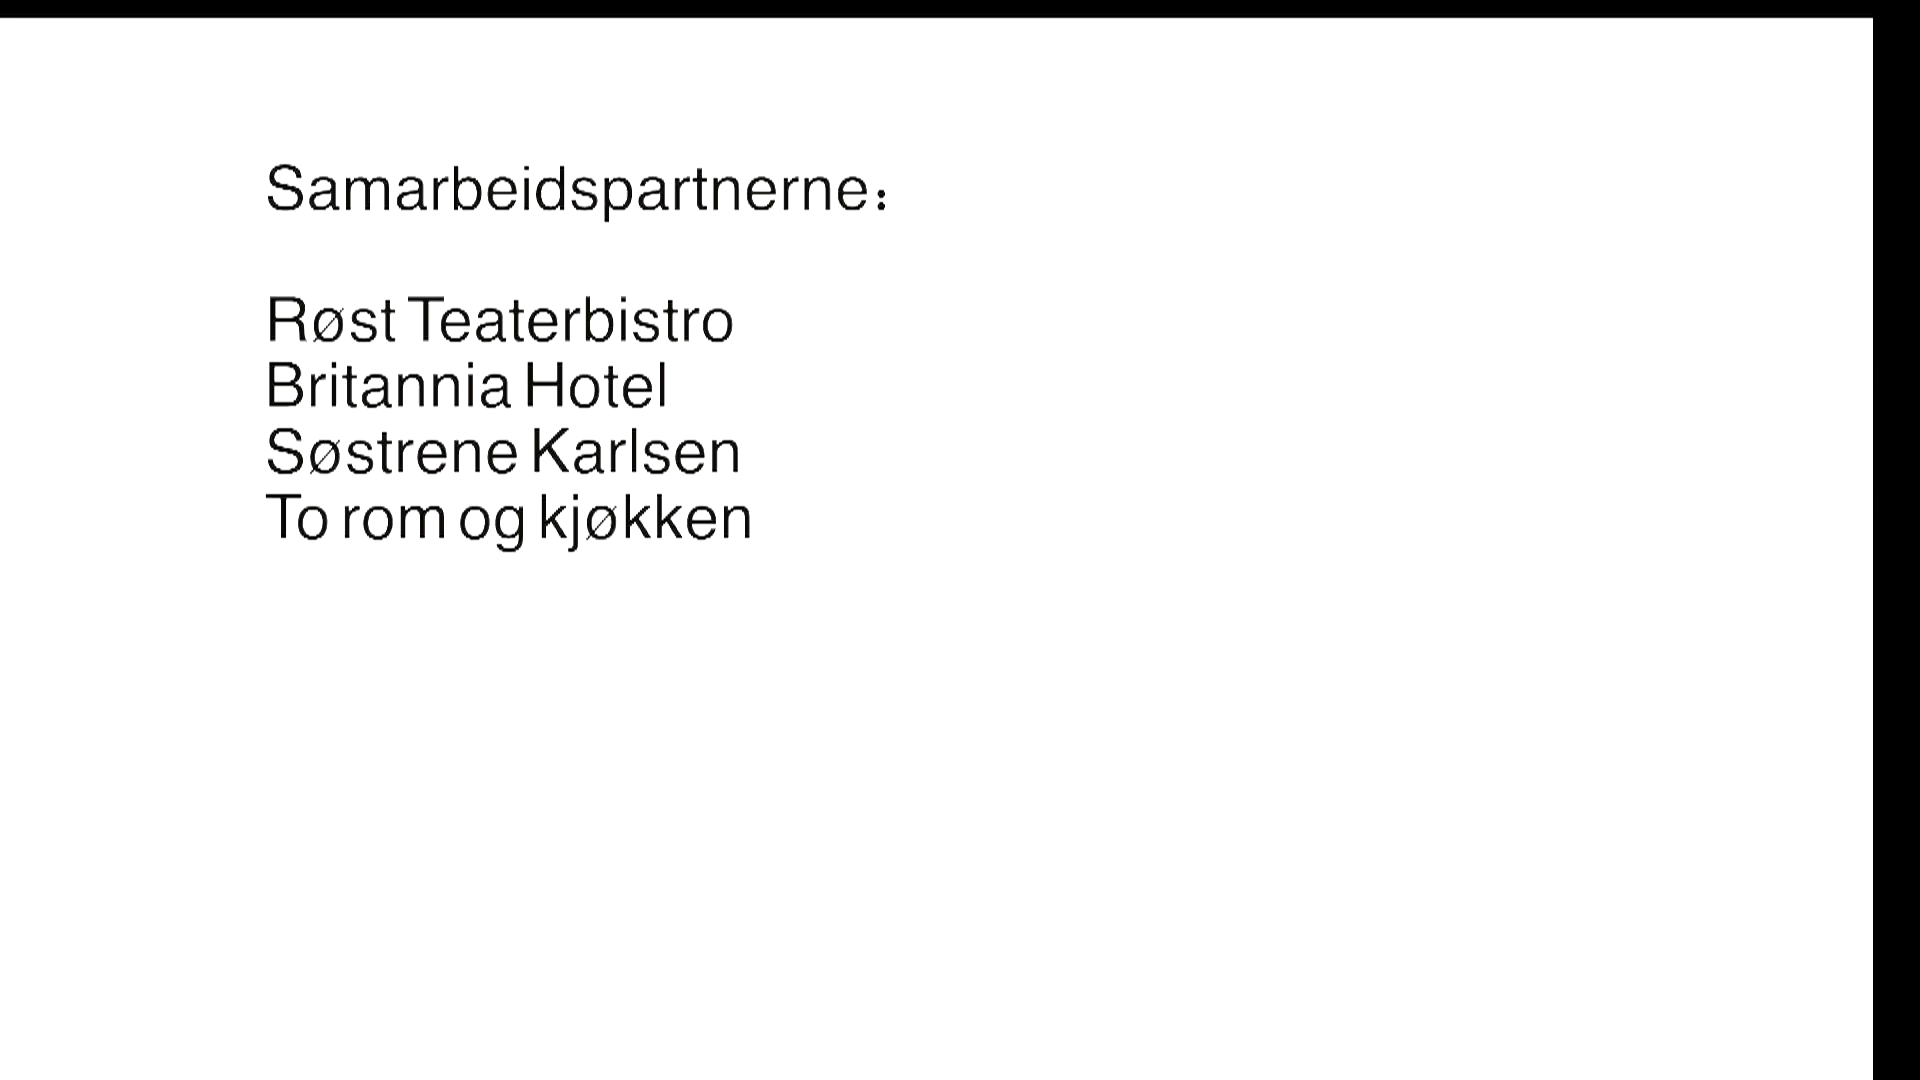 Samarbeidspartnerne:
Røst Teaterbistro
Britannia Hotel
Søstrene Karlsen
To rom og kjøkken